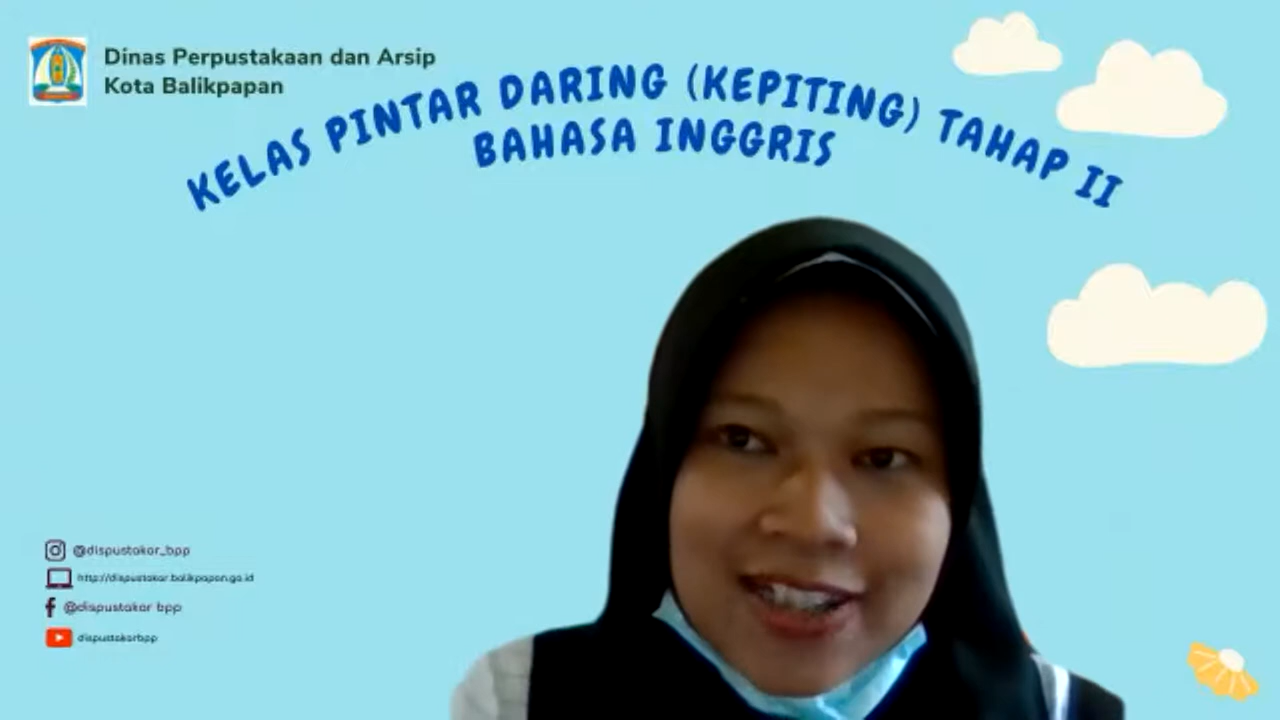 Dinas Perpustakaan dan Arsip
Kota Balikpapan
KELAS PINTAR DARING (KEPITING) TAHAP II
BAHASA INGGRIS
@dispustakar_bpp
http://dispustakar.balikpapan.go.id
@dispustakar bpp
dispustakarbpp